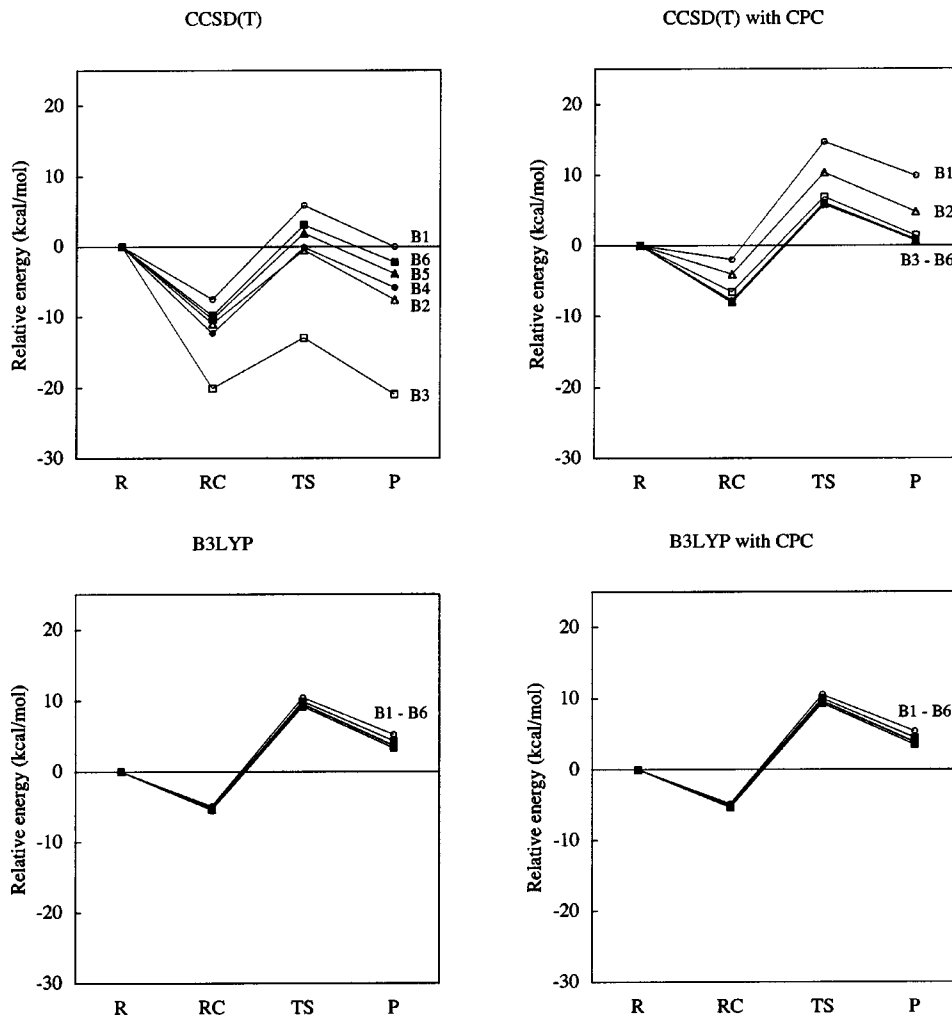 CCSD(T)
Relative energy (kcal/mol)
20
10
0
-10
-20
-30
R RC TS P
B1
B6
B5
B4
B2
B3
CCSD(T) with CPC
Relative energy (kcal/mol)
20
10
0
-10
-20
-30
R RC TS P
B1
B2
B3 - B6
B3LYP
Relative energy (kcal/mol)
20
10
0
-10
-20
-30
R RC TS P
B1 - B6
B3LYP with CPC
Relative energy (kcal/mol)
20
10
0
-10
-20
-30
R RC TS P
B1 - B6